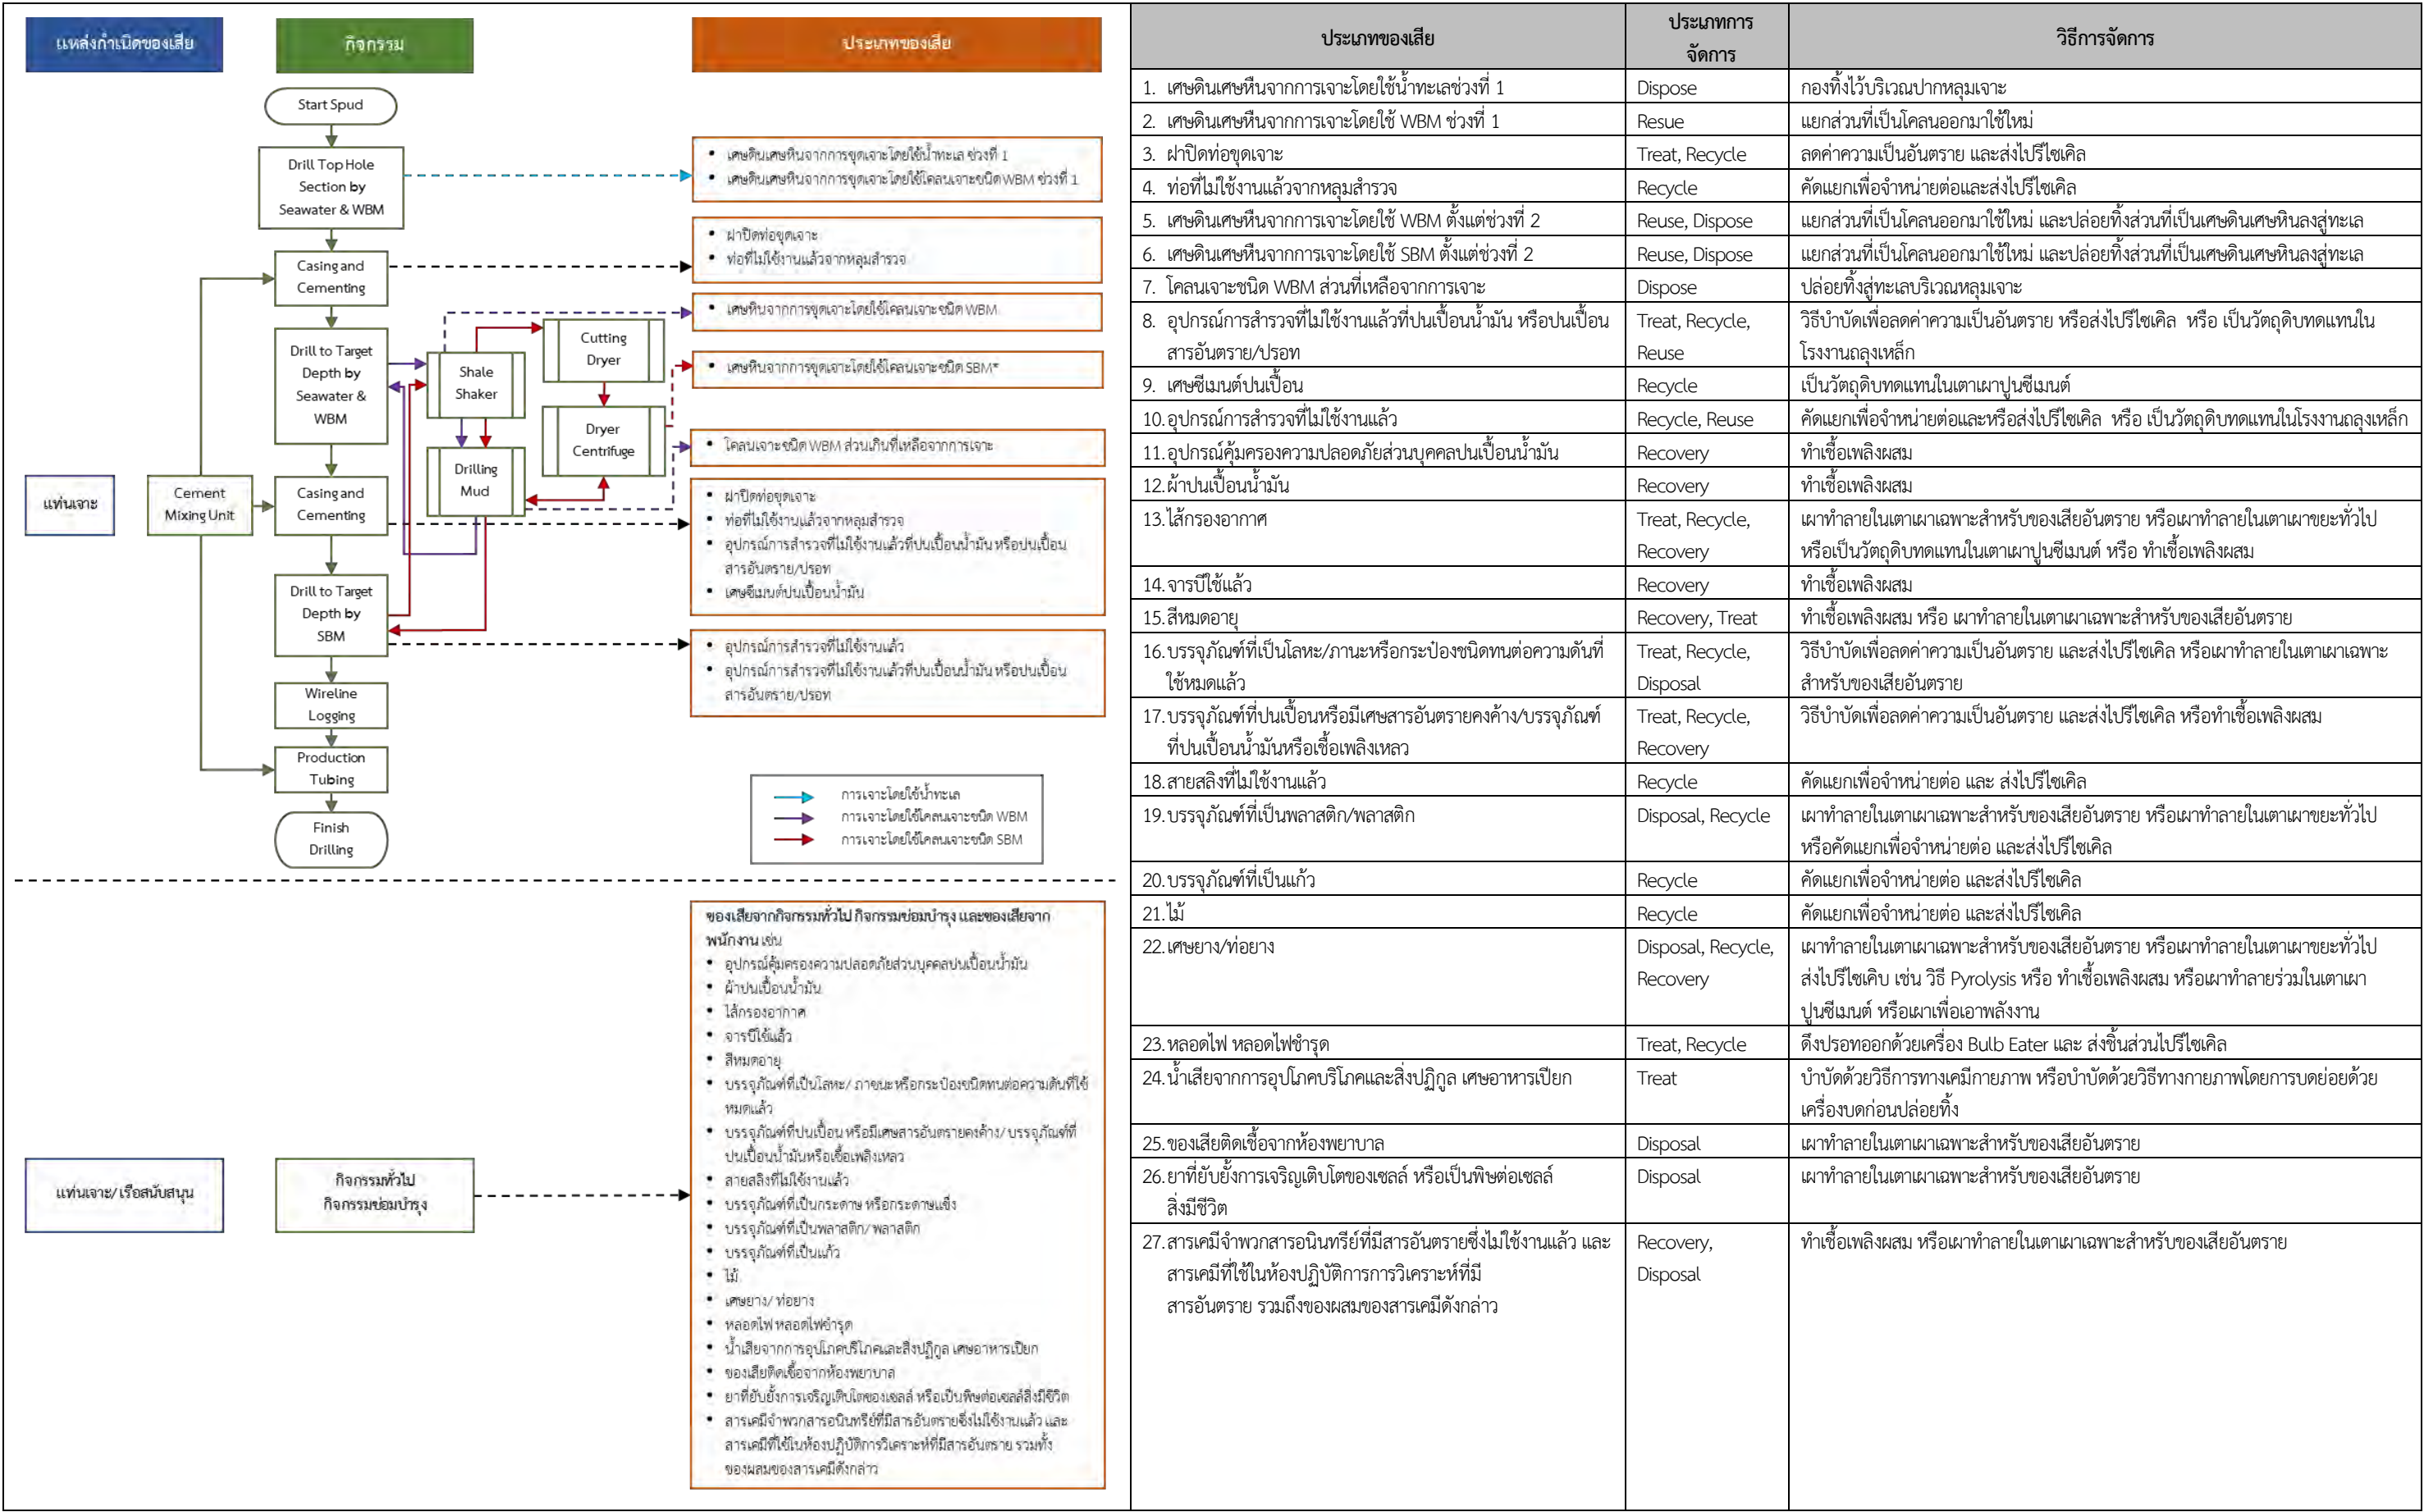 แหล่งกำเนิดของเสีย
กิจกรรม
ประเภทของเสีย
Start Spud
Drill Top Hole
Section by
Seawater & WBM
Casing and
Cementing
Drill to Target
Depth by
Seawater &
WBM
Shale
Shaker
Cutting
Dryer
Dryer
Centrifuge
Drilling
Mud
แท่นเจาะ
Cement
Mixing Unit
Casing and
Cementing
Drill to Target
Depth by
SBM
Wireline
Logging
Production
Tubing
Finish
Drilling
• เศษดินเศษหินจากการขุดเจาะโดยใช้น้ำทะเล ช่วงที่ 1
• เศษดินเศษหินจากการขุดเจาะโดยใช้โคลนเจาะชนิด WBM ช่วงที่ 1
• ฝาปิดท่อขุดเจาะ
• ท่อที่ไม่ใช้งานแล้วจากหลุมสำรวจ
• เศษหินจากการขุดเจาะโดยใช้โคลนเจาะชนิด WBM
• เศษหินจากการขุดเจาะโดยใช้โคลนเจาะชนิด SBM*
• โคลนเจาะชนิด WBM ส่วนเกินที่เหลือจากการเจาะ
• ฝาปิดท่อขุดเจาะ
• ท่อที่ไม่ใช้งานแล้วจากหลุมสำรวจ
• อุปกรณ์การสำรวจที่ไม่ใช้งานแล้วที่ปนเปื้อนน้ำมัน หรือปนเปื้อน
สารอันตราย/ปรอท
• เศษซีเมนต์ปนเปื้อนน้ำมัน
• อุปกรณ์การสำรวจที่ไม่ใช้งานแล้ว
• อุปกรณ์การสำรวจที่ไม่ใช้งานแล้วที่ปนเปื้อนน้ำมัน หรือปนเปื้อน
สารอันตราย/ปรอท
การเจาะโดยใช้น้ำทะเล
การเจาะโดยใช้โคลนเจาะชนิด WBM
การเจาะโดยใช้โคลนเจาะชนิด SBM
แท่นเจาะ/ เรือสนับสนุน
กิจกรรมทั่วไป
กิจกรรมซ่อมบำรุง
ของเสียจากกิจกรรมทั่วไป กิจกรรมซ่อมบำรุง และของเสียจาก
พนักงาน เช่น
• อุปกรณ์คุ้มครองความปลอดภัยส่วนบุคคลปนเปื้อนน้ำมัน
• ผ้าปนเปื้อนน้ำมัน
• ไส้กรองอากาศ
• จารบีใช้แล้ว
• สีหมดอายุ
• บรรจุภัณฑ์ที่เป็นโลหะ/ ภาชนะหรือกระป๋องชนิดทนต่อความดันที่ใช้
หมดแล้ว
• บรรจุภัณฑ์ที่ปนเปื้อน หรือมีเศษสารอันตรายคงค้าง/ บรรจุภัณฑ์ที่
ปนเปื้อนน้ำมันหรือเชื้อเพลิงเหลว
• สายสลิงที่ไม่ใช้งานแล้ว
• บรรจุภัณฑ์ที่เป็นกระดาษ หรือกระดาษแข็ง
• บรรจุภัณฑ์ที่เป็นพลาสติก/ พลาสติก
• บรรจุภัณฑ์ที่เป็นแก้ว
• ไม้
• เศษยาง/ ท่อยาง
• หลอดไฟ หลอดไฟชำรุด
• น้ำเสียจากการอุปโภคบริโภคและสิ่งปฏิกูล เศษอาหารเปียก
• ของเสียติดเชื้อจากห้องพยาบาล
• ยาที่ยับยั้งการเจริญเติบโตของเซลล์ หรือเป็นพิษต่อเซลล์สิ่งมีชีวิต
• สารเคมีจำพวกสารอนินทรีย์ที่มีสารอันตรายซึ่งไม่ใช้งานแล้ว และ
สารเคมีที่ใช้ในห้องปฏิบัติการวิเคราะห์ที่มีสารอันตราย รวมทั้ง
ของผสมของสารเคมีดังกล่าว
ประเภทของเสีย
ประเภทการ
จัดการ
วิธีการจัดการ
1. เศษดินเศษหินจากการเจาะโดยใช้น้ำทะเลช่วงที่ 1
Dispose
กองทิ้งไว้บริเวณปากหลุมเจาะ
2. เศษดินเศษหินจากการเจาะโดยใช้ WBM ช่วงที่ 1
Resue
แยกส่วนที่เป็นโคลนออกมาใช้ใหม่
3. ฝาปิดท่อขุดเจาะ
Treat, Recycle
ลดค่าความเป็นอันตราย และส่งไปรีไซเคิล
4. ท่อที่ไม่ใช้งานแล้วจากหลุมสำรวจ
Recycle
คัดแยกเพื่อจำหน่ายต่อและส่งไปรีไซเคิล
5. เศษดินเศษหินจากการเจาะโดยใช้ WBM ตั้งแต่ช่วงที่ 2
Reuse, Dispose
แยกส่วนที่เป็นโคลนออกมาใช้ใหม่ และปล่อยทิ้งส่วนที่เป็นเศษดินเศษหินลงสู่ทะเล
6. เศษดินเศษหินจากการเจาะโดยใช้ SBM ตั้งแต่ช่วงที่ 2
Reuse, Dispose
แยกส่วนที่เป็นโคลนออกมาใช้ใหม่ และปล่อยทิ้งส่วนที่เป็นเศษดินเศษหินลงสู่ทะเล
7. โคลนเจาะชนิด WBM ส่วนที่เหลือจากการเจาะ
Dispose
ปล่อยทิ้งสู่ทะเลบริเวณหลุมเจาะ
8. อุปกรณ์การสำรวจที่ไม่ใช้งานแล้วที่ปนเปื้อนน้ำมัน หรือปนเปื้อน
สารอันตราย/ปรอท
Treat, Recycle,
Reuse
วิธีบำบัดเพื่อลดค่าความเป็นอันตราย หรือส่งไปรีไซเคิล หรือ เป็นวัตถุดิบทดแทนใน
โรงงานถลุงเหล็ก
9. เศษซีเมนต์ปนเปื้อน
Recycle
เป็นวัตถุดิบทดแทนในเตาเผาปูนซีเมนต์
10. อุปกรณ์การสำรวจที่ไม่ใช้งานแล้ว
Recycle, Reuse
คัดแยกเพื่อจำหน่ายต่อและหรือส่งไปรีไซเคิล หรือ เป็นวัตถุดิบทดแทนในโรงงานถลุงเหล็ก
11. อุปกรณ์คุ้มครองความปลอดภัยส่วนบุคคลปนเปื้อนน้ำมัน
Recovery
ทำเชื้อเพลิงผสม
12. ผ้าปนเปื้อนน้ำมัน
Recovery
ทำเชื้อเพลิงผสม
13. ไส้กรองอากาศ
Treat, Recycle,
Recovery
เผาทำลายในเตาเผาเฉพาะสำหรับของเสียอันตราย หรือเผาทำลายในเตาเผาขยะทั่วไป
หรือเป็นวัตถุดิบทดแทนในเตาเผาปูนซีเมนต์ หรือ ทำเชื้อเพลิงผสม
14. จารบีใช้แล้ว
Recovery
ทำเชื้อเพลิงผสม
15. สีหมดอายุ
Recovery, Treat
ทำเชื้อเพลิงผสม หรือ เผาทำลายในเตาเผาเฉพาะสำหรับของเสียอันตราย
16. บรรจุภัณฑ์ที่เป็นโลหะ/ภานะหรือกระป๋องชนิดทนต่อความดันที่
ใช้หมดแล้ว
Treat, Recycle,
Disposal
วิธีบำบัดเพื่อลดค่าความเป็นอันตราย และส่งไปรีไซเคิล หรือเผาทำลายในเตาเผาเฉพาะ
สำหรับของเสียอันตราย
17. บรรจุภัณฑ์ที่ปนเปื้อนหรือมีเศษสารอันตรายคงค้าง/บรรจุภัณฑ์
ที่ปนเปื้อนน้ำมันหรือเชื้อเพลิงเหลว
Treat, Recycle,
Recovery
วิธีบำบัดเพื่อลดค่าความเป็นอันตราย และส่งไปรีไซเคิล หรือทำเชื้อเพลิงผสม
18. สายสลิงที่ไม่ใช้งานแล้ว
Recycle
คัดแยกเพื่อจำหน่ายต่อ และ ส่งไปรีไซเคิล
19. บรรจุภัณฑ์ที่เป็นพลาสติก/พลาสติก
Disposal, Recycle
เผาทำลายในเตาเผาเฉพาะสำหรับของเสียอันตราย หรือเผาทำลายในเตาเผาขยะทั่วไป
หรือคัดแยกเพื่อจำหน่ายต่อ และส่งไปรีไซเคิล
20. บรรจุภัณฑ์ที่เป็นแก้ว
Recycle
คัดแยกเพื่อจำหน่ายต่อ และส่งไปรีไซเคิล
21. ไม้
Recycle
คัดแยกเพื่อจำหน่ายต่อ และส่งไปรีไซเคิล
22. เศษยาง/ท่อยาง
Disposal, Recycle,
Recovery
เผาทำลายในเตาเผาเฉพาะสำหรับของเสียอันตราย หรือเผาทำลายในเตาเผาขยะทั่วไป
ส่งไปรีไซเคิบ เช่น วิธี Pyrolysis หรือ ทำเชื้อเพลิงผสม หรือเผาทำลายร่วมในเตาเผา
ปูนซีเมนต์ หรือเผาเพื่อเอาพลังงาน
23. หลอดไฟ หลอดไฟชำรุด
Treat, Recycle
ดึงปรอทออกด้วยเครื่อง Bulb Eater และ ส่งชิ้นส่วนไปรีไซเคิล
24. น้ำเสียจากการอุปโภคบริโภคและสิ่งปฏิกูล เศษอาหารเปียก
Treat
บำบัดด้วยวิธีการทางเคมีกายภาพ หรือบำบัดด้วยวิธีทางกายภาพโดยการบดย่อยด้วย
เครื่องบดก่อนปล่อยทิ้ง
25. ของเสียติดเชื้อจากห้องพยาบาล
Disposal
เผาทำลายในเตาเผาเฉพาะสำหรับของเสียอันตราย
26. ยาที่ยับยั้งการเจริญเติบโตของเซลล์ หรือเป็นพิษต่อเซลล์
สิ่งมีชีวิต
Disposal
เผาทำลายในเตาเผาเฉพาะสำหรับของเสียอันตราย
27. สารเคมีจำพวกสารอนินทรีย์ที่มีสารอันตรายซึ่งไม่ใช้งานแล้ว และ
สารเคมีที่ใช้ในห้องปฏิบัติการการวิเคราะห์ที่มี
สารอันตราย รวมถึงของผสมของสารเคมีดังกล่าว
Recovery,
Disposal
ทำเชื้อเพลิงผสม หรือเผาทำลายในเตาเผาเฉพาะสำหรับของเสียอันตราย